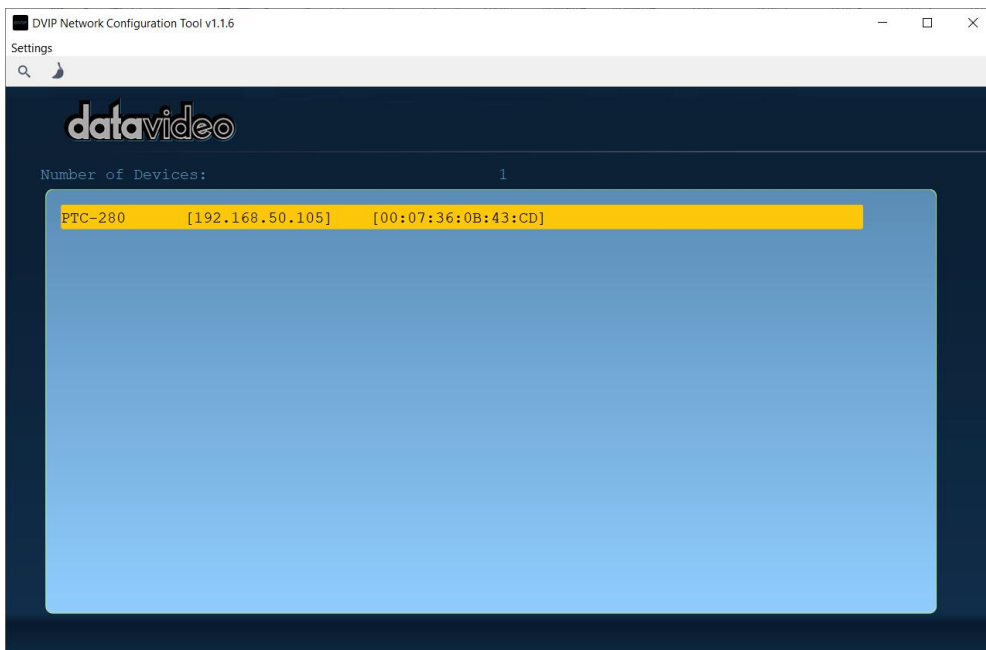 DVIP Network Configuration Tool v1.1.6
Settings
datavideo
Number of Devices: 1
PTC-280 [192.168.50.105] [00:07:36:0B:43:CD]